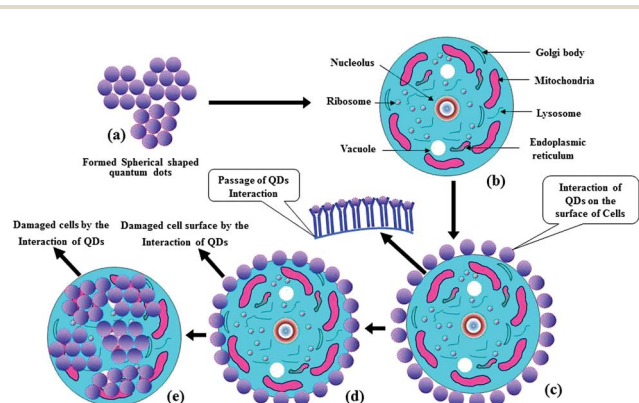 (a)
Formed Spherical shaped
quantum dots
Nucleolus
Ribosome
Vacuole
Golgi body
Mitochondria
Lysosome
Endoplasmic
reticulum
(b)
Passage of QDs
Interaction
Interaction of
QDs on the
surface of Cells
Damaged cells by the
Interaction of QDs
Damaged cell surface by the
Interaction of QDs
(e)
(d)
(c)